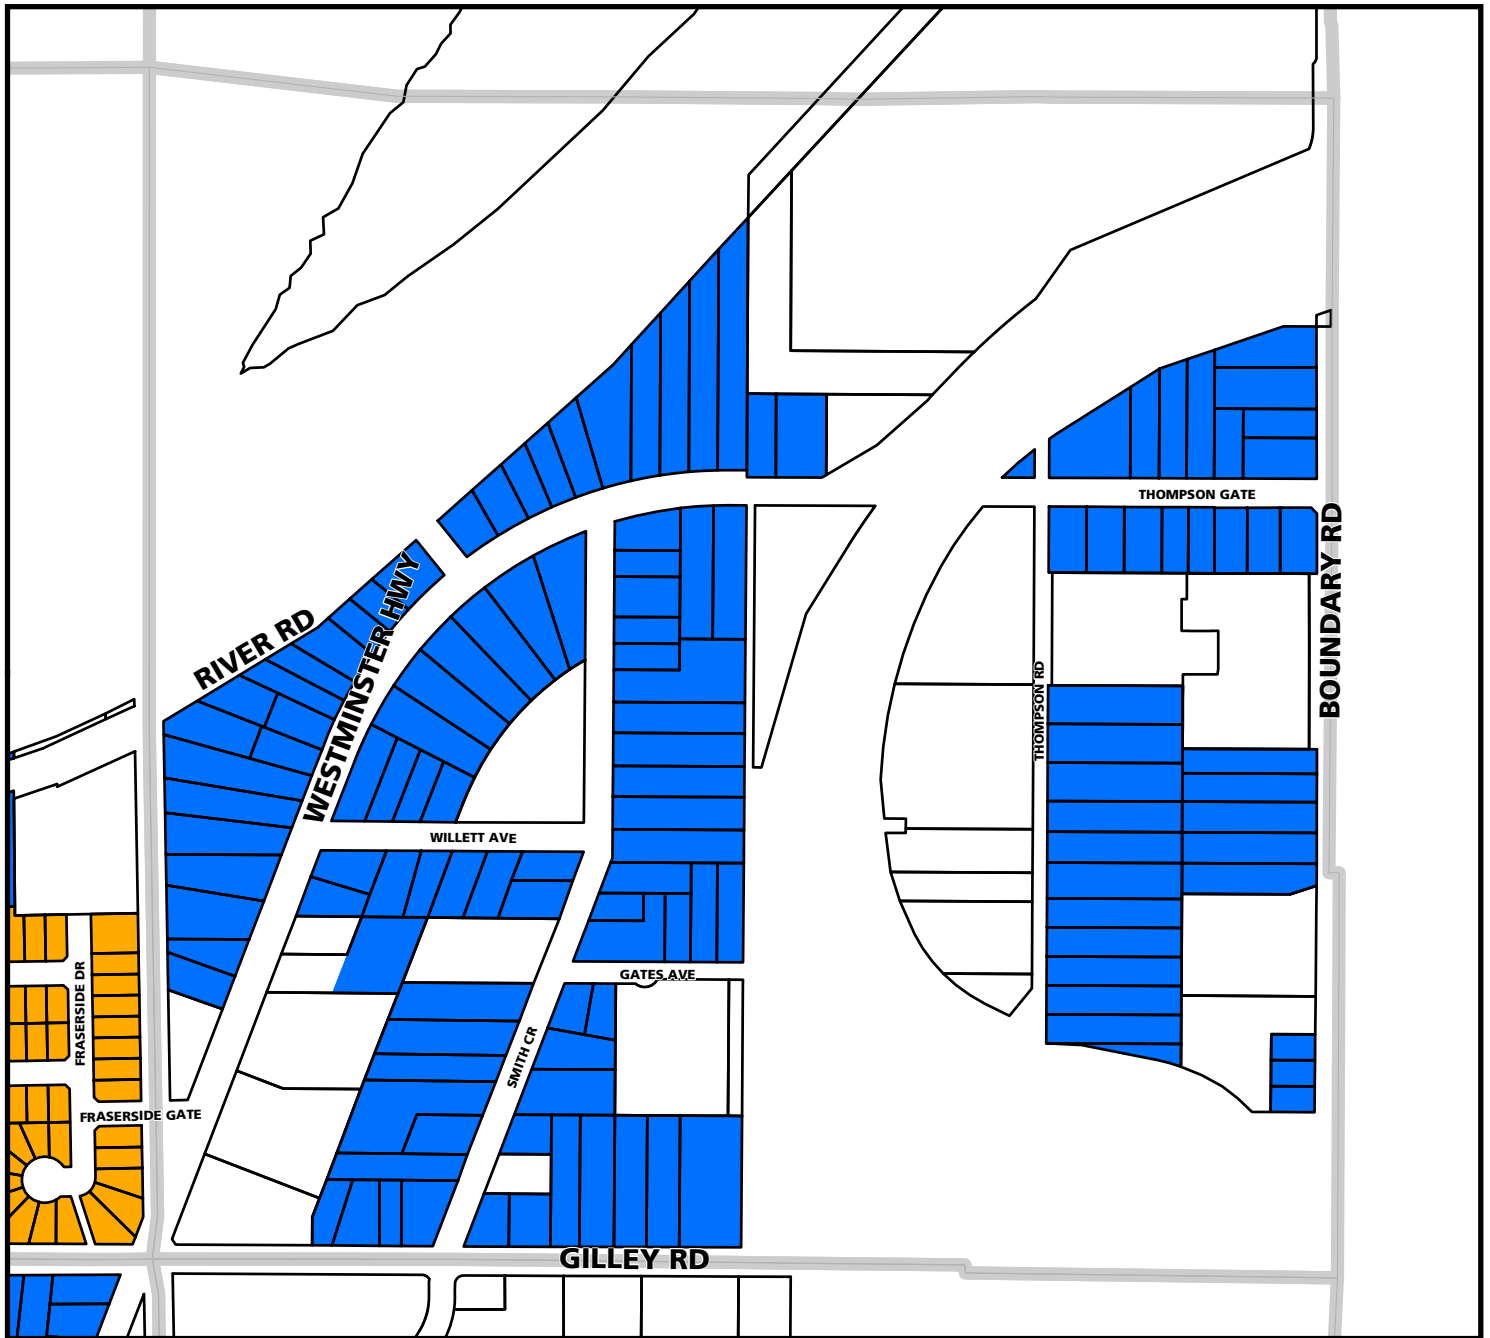 THOMPSON GATE
BOUNDARY RD
WESTMINSTER HWY
RIVER RD
THOMPSON RD
WILLETT AVE
GATES AVE
FRASERSIDE DR
SMITH CR
FRASERSIDE GATE
GILLEY RD